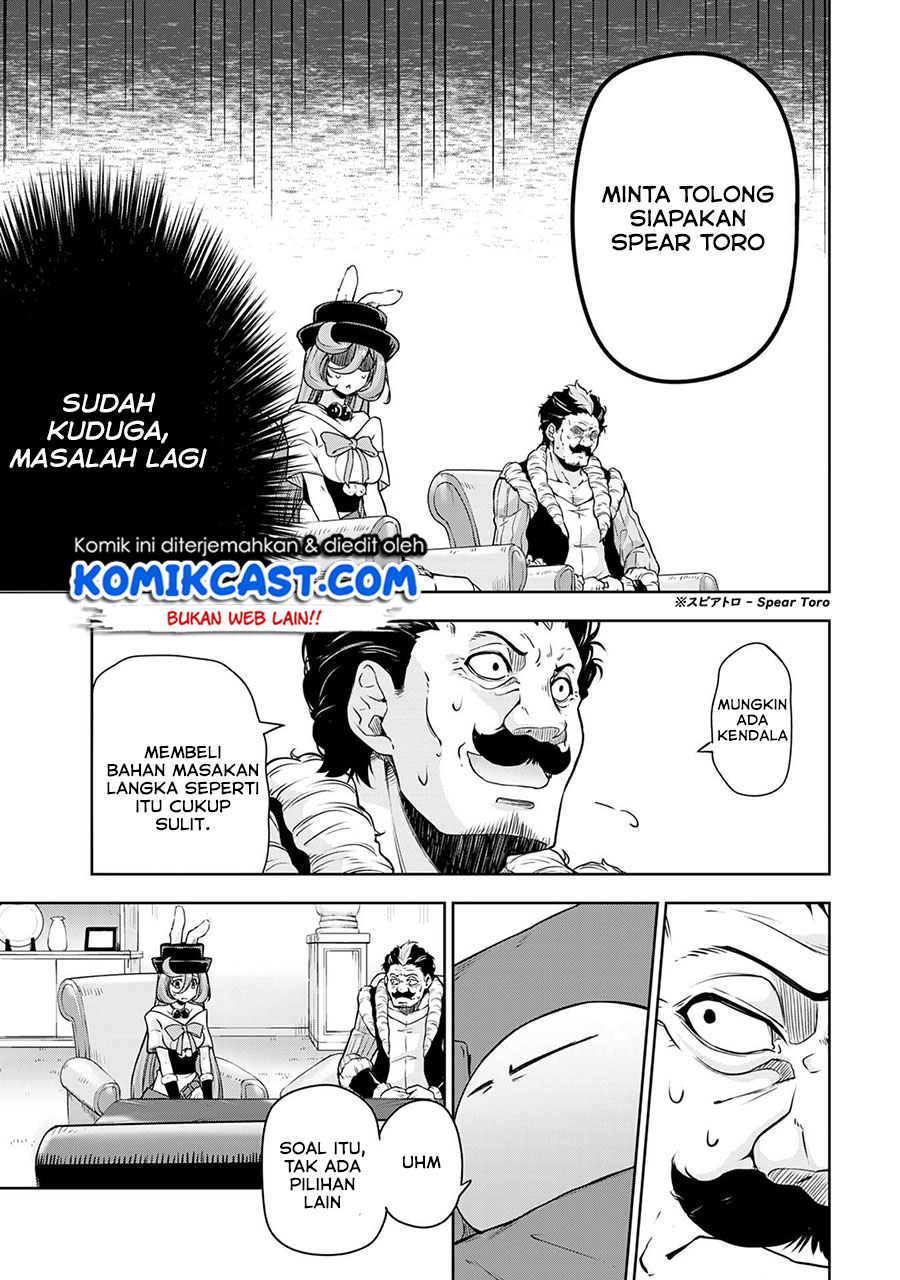 MINTA TOLONG
SIAPAKAN
SPEAR TORO
SUDAH
KUDUGA,
MASALAH LAGI
Komik ini diterjemahkan & diedit oleh
KOMIKCAST.COM
BUKAN WEB LAIN!!
※スピアトロ - Spear Toro
MUNGKIN
ADA
KENDALA
MEMBELI
BAHAN MASAKAN
LANGKA SEPERTI
ITU CUKUP
SULIT.
UHM
SOAL ITU,
TAK ADA
PILIHAN
LAIN